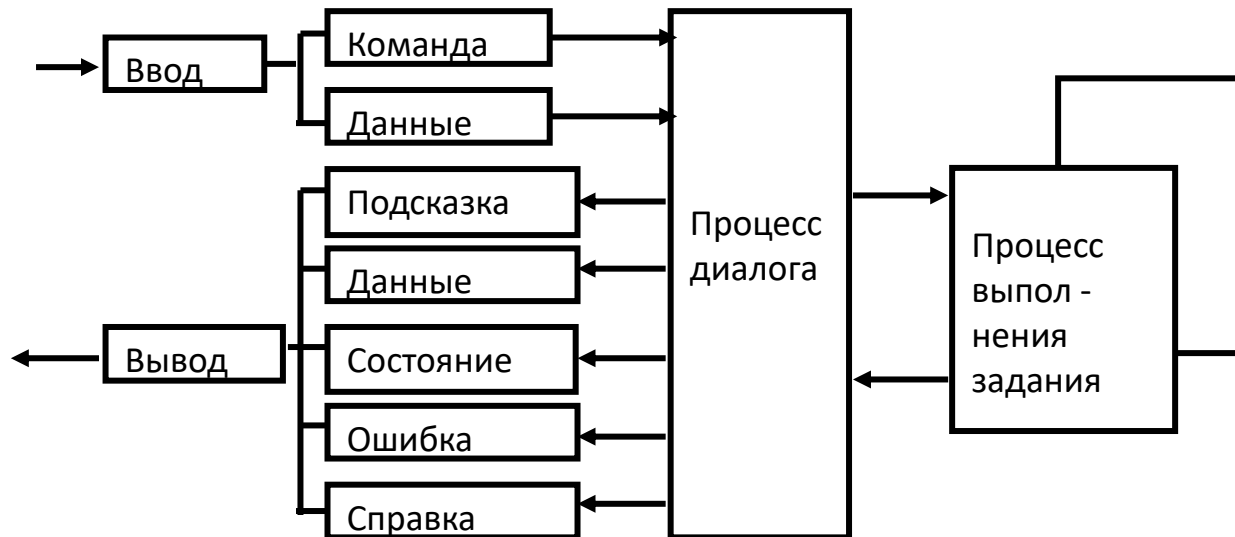 Ввод
Команда
Данные
Подсказка
Данные
Вывод
Состояние
Ошибка
Справка
Процесс
диалога
Процесс
выпол -
нения
задания